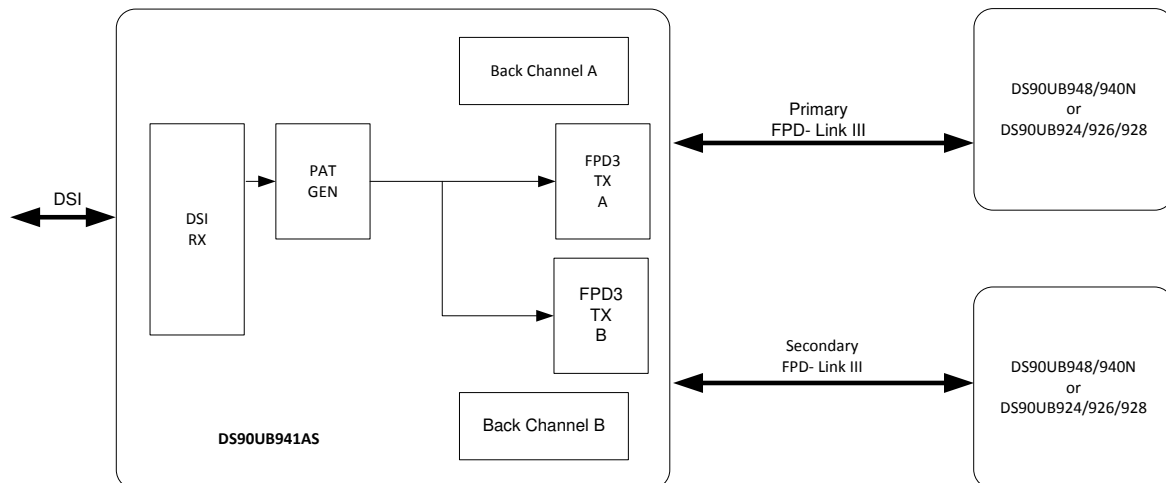 DSI
DSI
RX
PAT
GEN
Back Channel A
FPD3
TX
A
FPD3
TX
B
Back Channel B
DS90UB941AS
Primary
FPD- Link III
DS90UB948/940N
or
DS90UB924/926/928
Secondary
FPD- Link III
DS90UB948/940N
or
DS90UB924/926/928